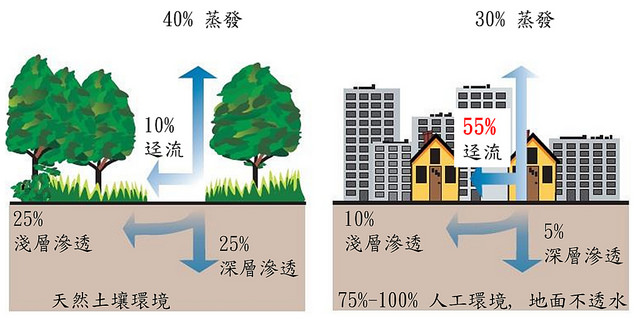 40% 蒸發
10%
迳流
25%
淺層滲透
25%
深層滲透
天然土壤環境
30% 蒸發
55%
迳流
10%
淺層滲透
5%
深層滲透
75%-100% 人工環境, 地面不透水